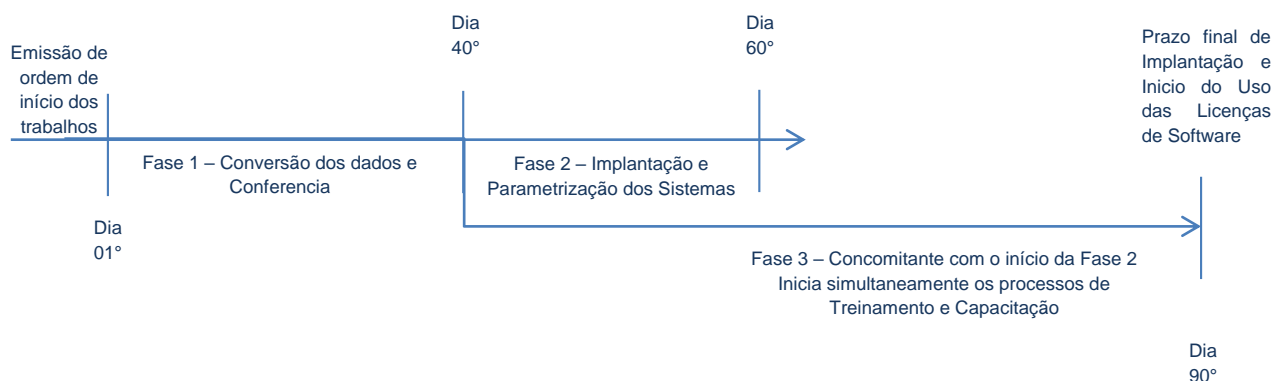 Emissão de
ordem de
início dos
trabalhos
Dia
40°
Dia
60°
Prazo final de
Implantação e
Inicio do Uso
das Licenças
de Software
Fase 1 – Conversão dos dados e
Conferencia
Fase 2 – Implantação e
Parametrização dos Sistemas
Dia
01°
Fase 3 – Concomitante com o início da Fase 2
Inicia simultaneamente os processos de
Treinamento e Capacitação
Dia
90°